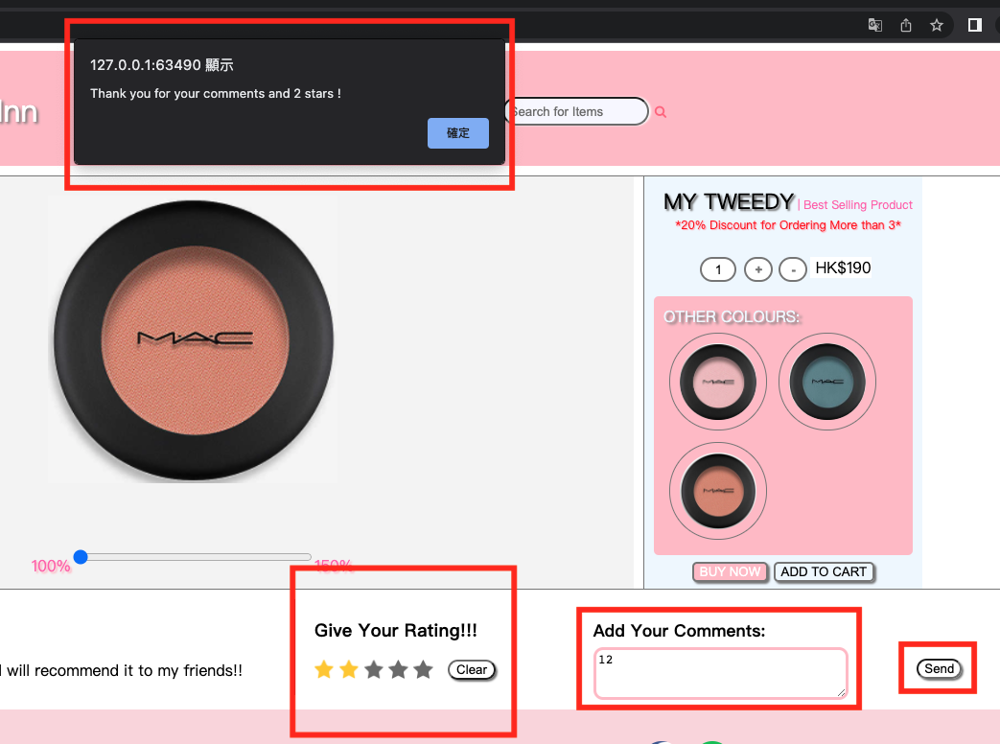 127.0.0.1:63490 顯示
Thank you for your comments and 2 stars !
確定
Inn
Search for Items
MAC
MY TWEEDY | Best Selling Product
*20% Discount for Ordering More than 3*
1 + - HK$190
OTHER COLOURS:
MAC
MAC
MAC
BUY NOW ADD TO CART
100% 150%
Give Your Rating!!!
Clear
Add Your Comments:
12
Send
I will recommend it to my friends!!